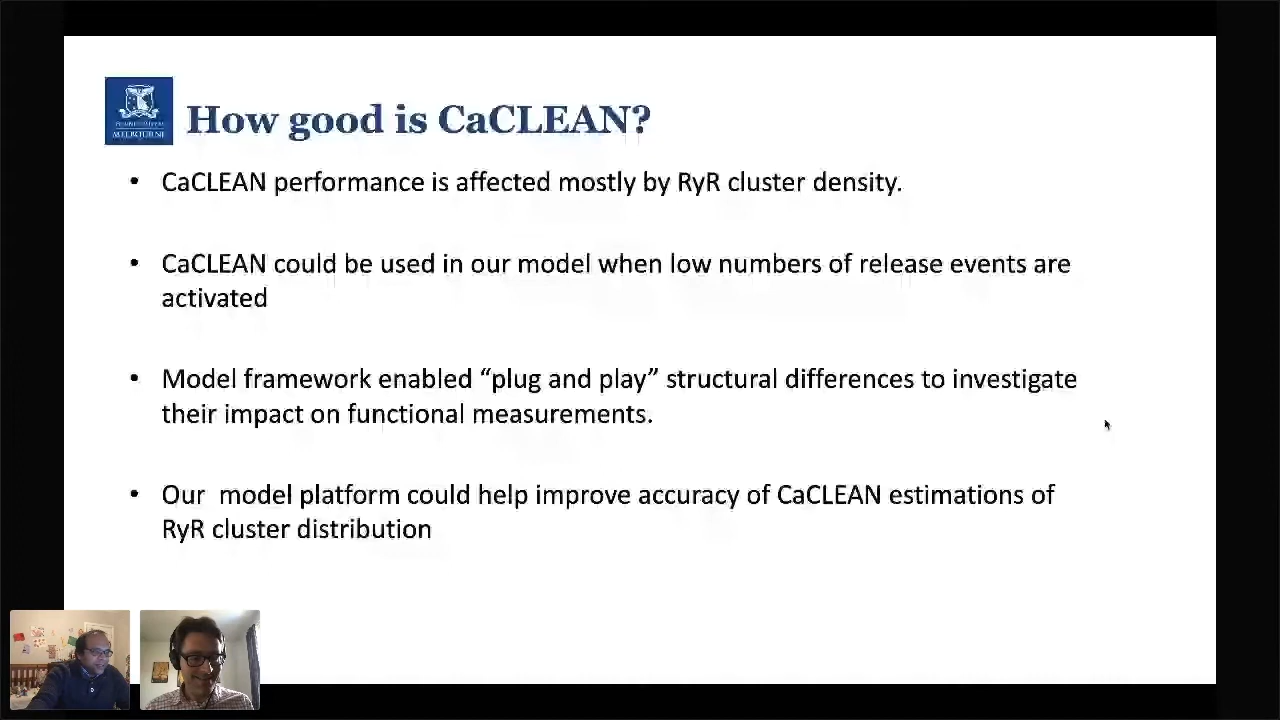 How good is CaCLEAN?
• CaCLEAN performance is affected mostly by RyR cluster density.
• CaCLEAN could be used in our model when low numbers of release events are
activated
• Model framework enabled “plug and play” structural differences to investigate
their impact on functional measurements.
• Our  model platform could help improve accuracy of CaCLEAN estimations of
RyR cluster distribution
MELBOURNE